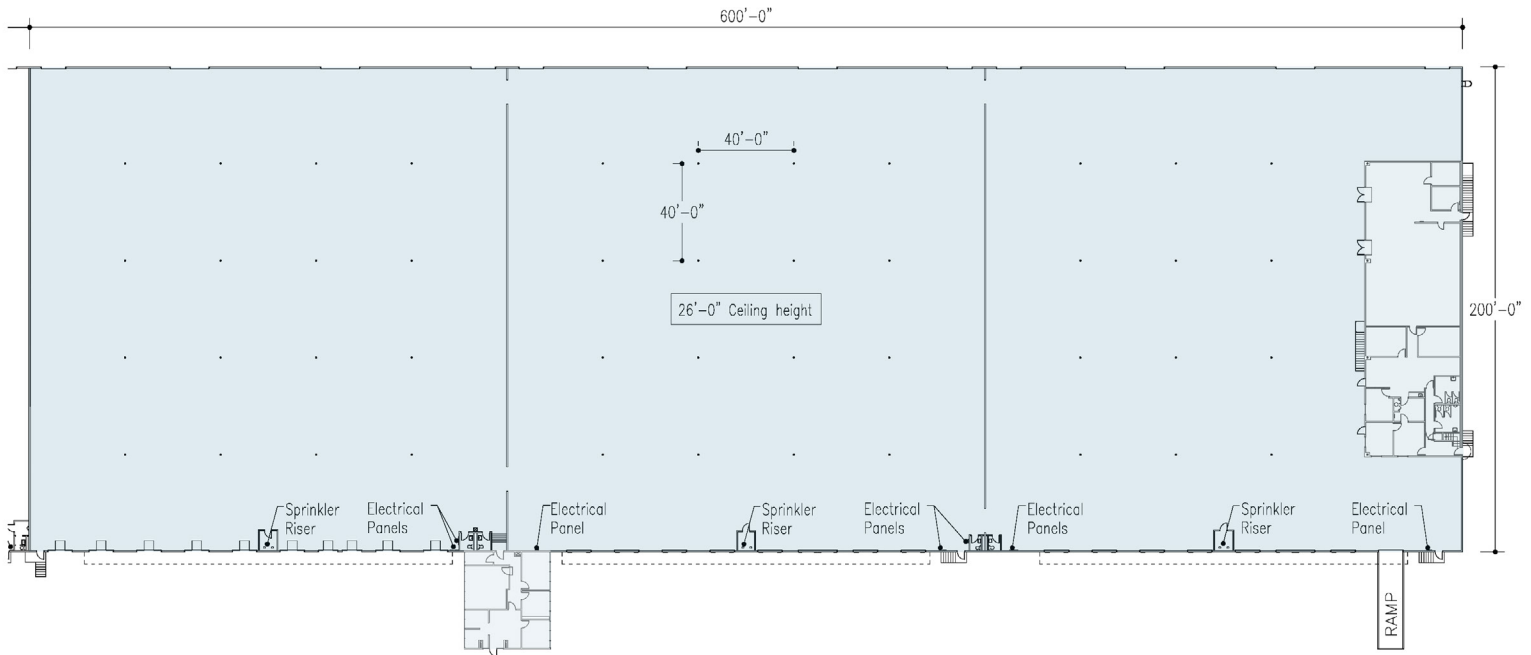 600'-0"
40'-0"
40'-0"
26'-0" Ceiling height
200'-0"
Sprinkler
Riser
Electrical
Panels
Electrical
Panel
Sprinkler
Riser
Electrical
Panels
Electrical
Panels
Sprinkler
Riser
Electrical
Panel
RAMP